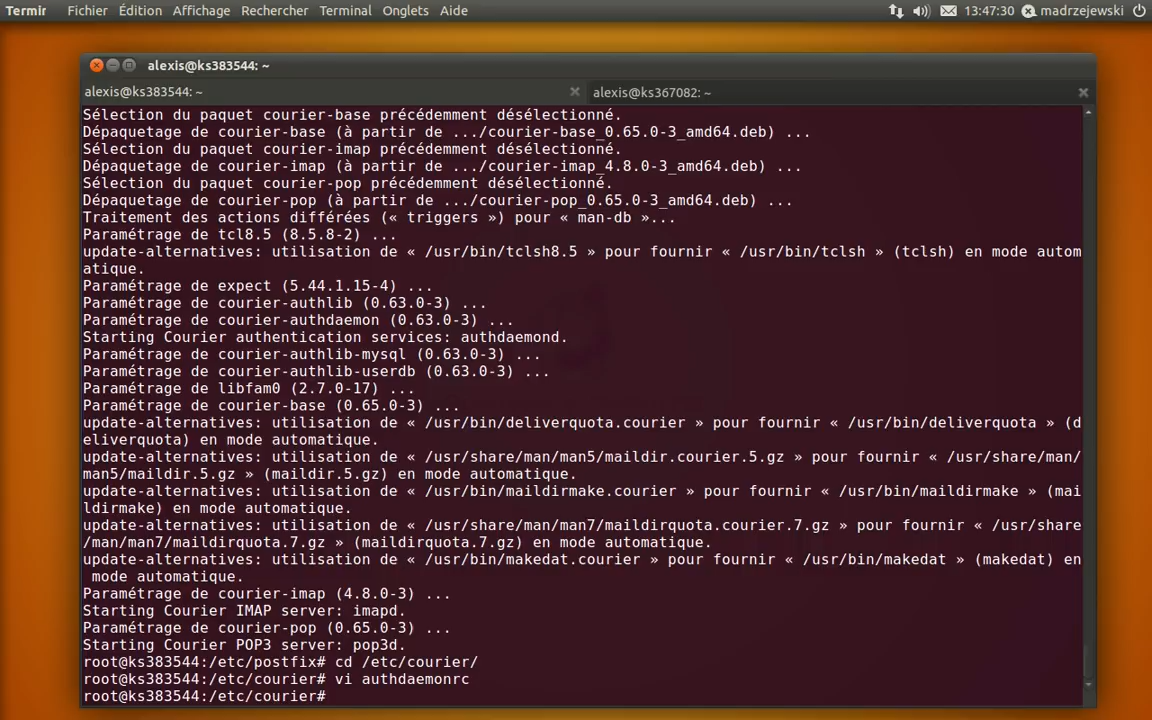 Termir Fichier Édition Affichage Rechercher Terminal Onglets Aide 13:47:30 madrzejewski
alexis@ks383544: ~
alexis@ks383544: ~ alexis@ks367082: ~
Sélection du paquet courier-base précédemment désélectionné.
Dépaquetage de courier-base (à partir de .../courier-base_0.65.0-3_amd64.deb) ...
Sélection du paquet courier-imap précédemment désélectionné.
Dépaquetage de courier-imap (à partir de .../courier-imap_4.8.0-3_amd64.deb) ...
Sélection du paquet courier-pop précédemment désélectionné.
Dépaquetage de courier-pop (à partir de .../courier-pop_0.65.0-3_amd64.deb) ...
Traitement des actions différées (« triggers ») pour « man-db »...
Paramétrage de tcl8.5 (8.5.8-2) ...
update-alternatives: utilisation de « /usr/bin/tclsh8.5 » pour fournir « /usr/bin/tclsh » (tclsh) en mode autom
atique.
Paramétrage de expect (5.44.1.15-4) ...
Paramétrage de courier-authlib (0.63.0-3) ...
Paramétrage de courier-authdaemon (0.63.0-3) ...
Starting Courier authentication services: authdaemond.
Paramétrage de courier-authlib-mysql (0.63.0-3) ...
Paramétrage de courier-authlib-userdb (0.63.0-3) ...
Paramétrage de libfam0 (2.7.0-17) ...
Paramétrage de courier-base (0.65.0-3) ...
update-alternatives: utilisation de « /usr/bin/deliverquota.courier » pour fournir « /usr/bin/deliverquota » (d
eliverquota) en mode automatique.
update-alternatives: utilisation de « /usr/share/man/man5/maildir.courier.5.gz » pour fournir « /usr/share/man/
man5/maildir.5.gz » (maildir.5.gz) en mode automatique.
update-alternatives: utilisation de « /usr/bin/maildirmake.courier » pour fournir « /usr/bin/maildirmake » (mai
ldirmake) en mode automatique.
update-alternatives: utilisation de « /usr/share/man/man7/maildirquota.courier.7.gz » pour fournir « /usr/share
/man/man7/maildirquota.7.gz » (maildirquota.7.gz) en mode automatique.
update-alternatives: utilisation de « /usr/bin/makedat.courier » pour fournir « /usr/bin/makedat » (makedat) en
 mode automatique.
Paramétrage de courier-imap (4.8.0-3) ...
Starting Courier IMAP server: imapd.
Paramétrage de courier-pop (0.65.0-3) ...
Starting Courier POP3 server: pop3d.
root@ks383544:/etc/postfix# cd /etc/courier/
root@ks383544:/etc/courier# vi authdaemonrc
root@ks383544:/etc/courier#